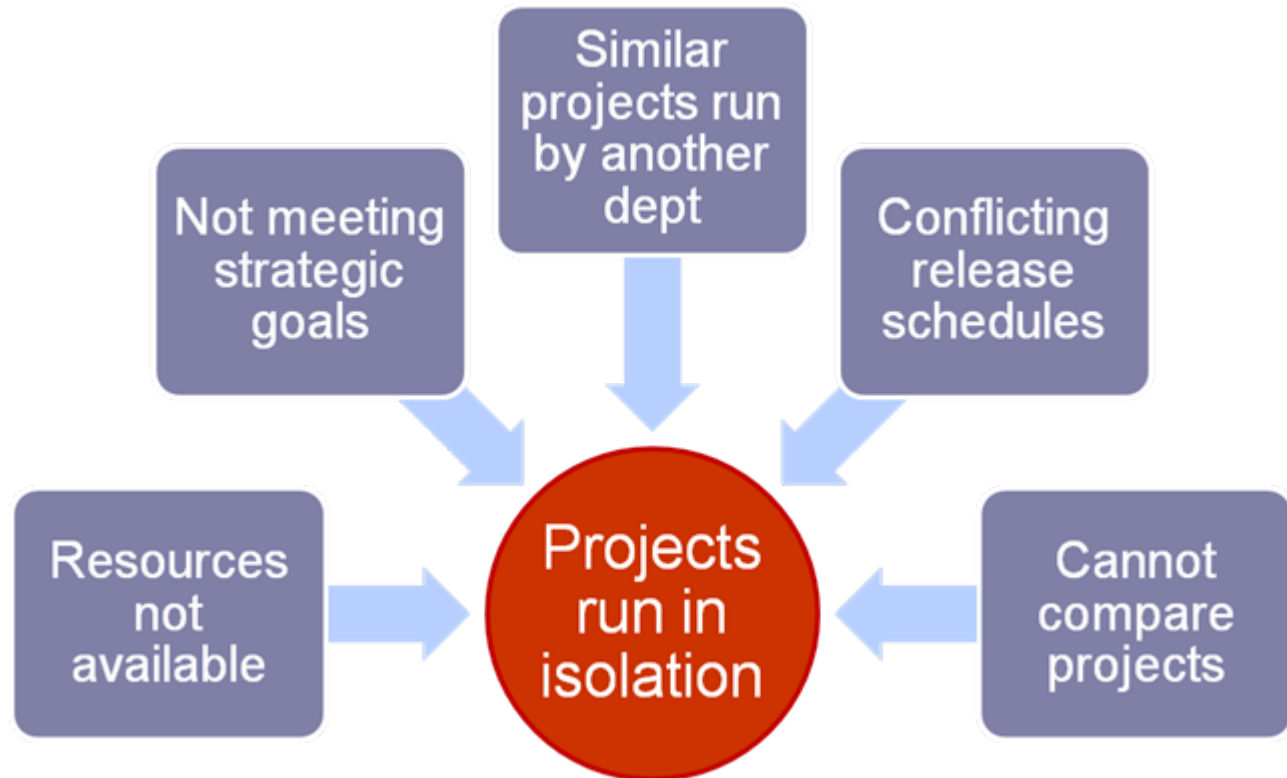 Similar
projects run
by another
dept
Not meeting
strategic
goals
Conflicting
release
schedules
Resources
not
available
Projects
run in
isolation
Cannot
compare
projects